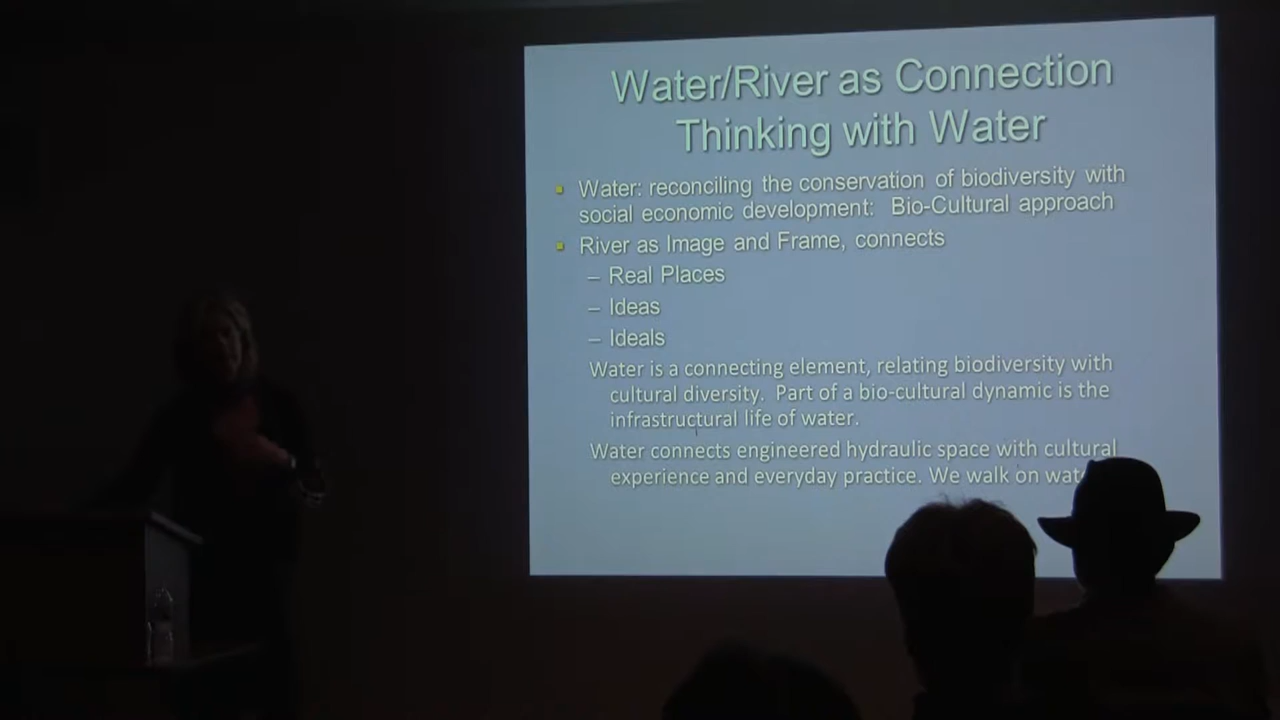 Water/River as Connection
Thinking with Water
Water: reconciling the conservation of biodiversity with
social economic development: Bio-Cultural approach
River as Image and Frame, connects
– Real Places
– Ideas
– Ideals
Water is a connecting element, relating biodiversity with
cultural diversity. Part of a bio-cultural dynamic is the
infrastructural life of water.
Water connects engineered hydraulic space with cultural
experience and everyday practice. We walk on